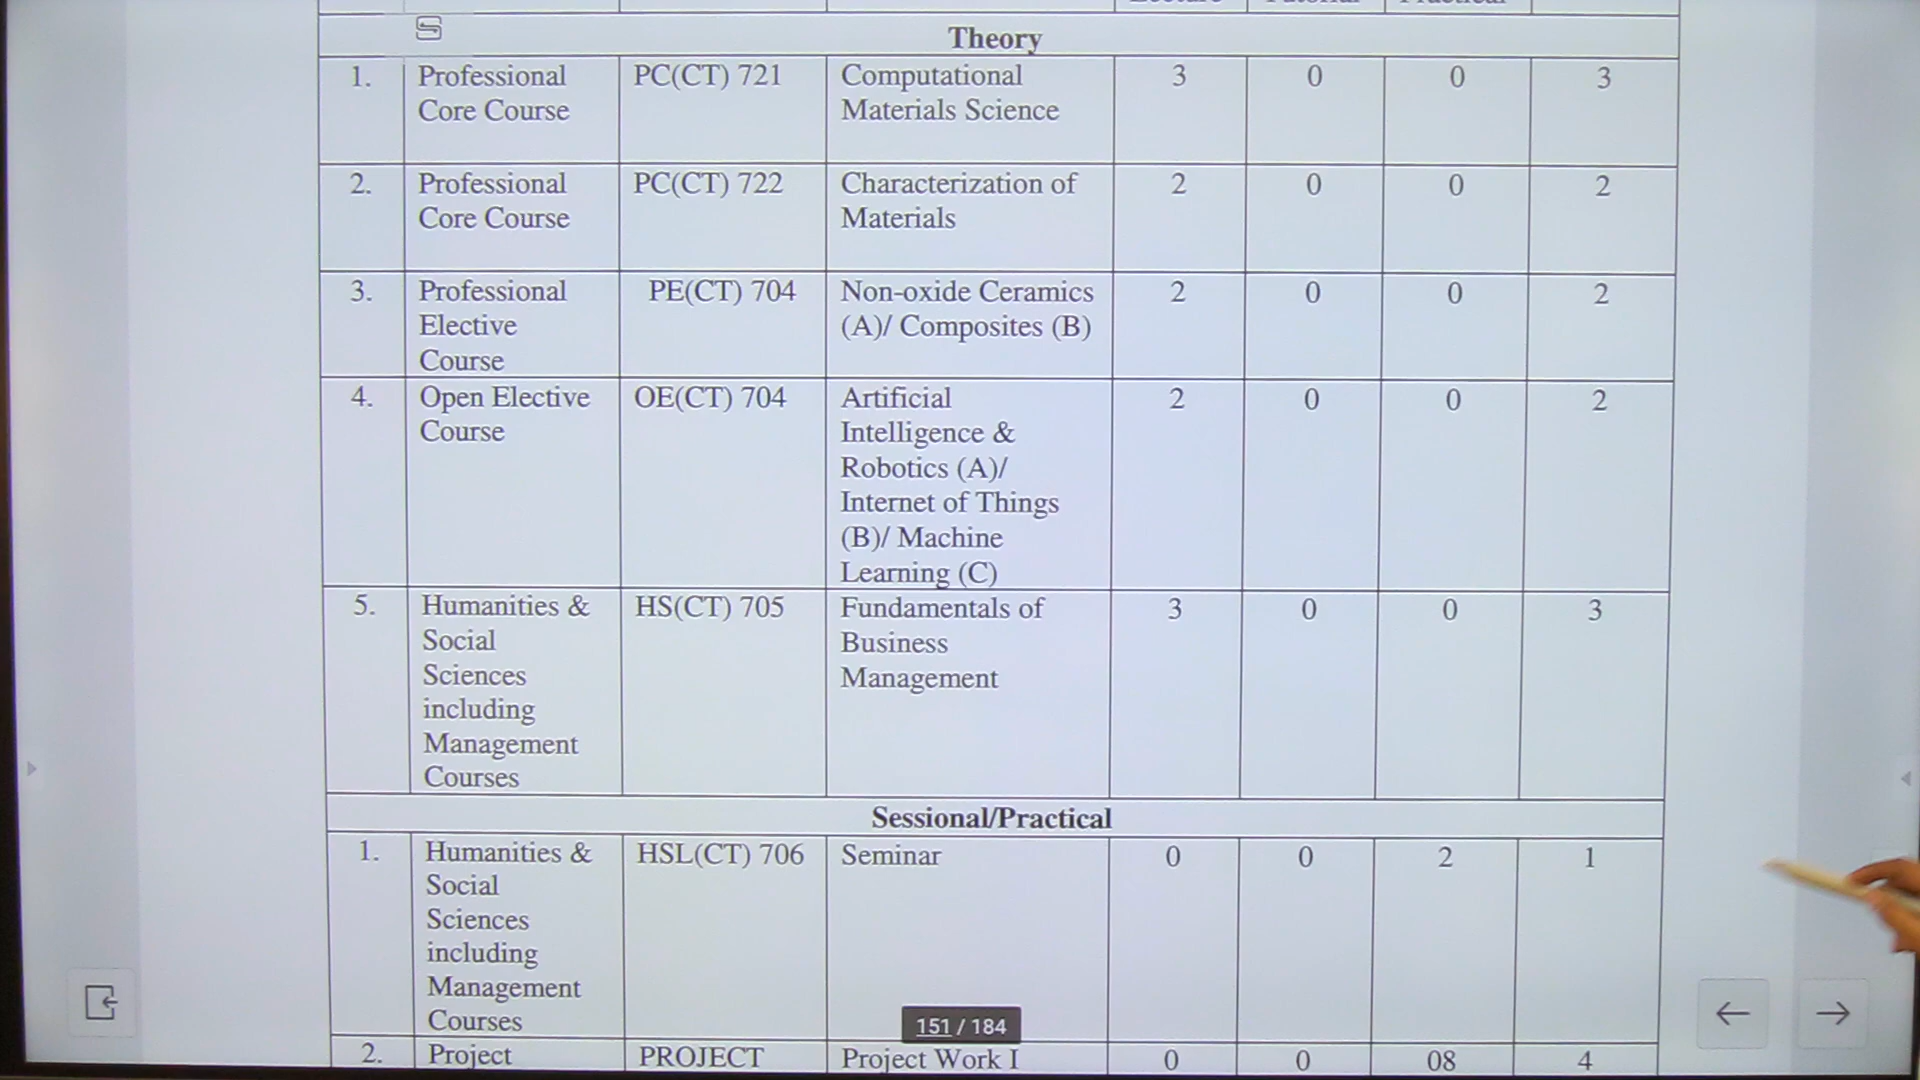 Lecture Tutorial Practical
Theory
1. Professional PC(CT) 721 Computational 3 0 0 3
Core Course Materials Science
2. Professional PC(CT) 722 Characterization of 2 0 0 2
Core Course Materials
3. Professional PE(CT) 704 Non-oxide Ceramics 2 0 0 2
Elective (A)/ Composites (B)
Course
4. Open Elective OE(CT) 704 Artificial 2 0 0 2
Course Intelligence &
Robotics (A)/
Internet of Things
(B)/ Machine
Learning (C)
5. Humanities & HS(CT) 705 Fundamentals of 3 0 0 3
Social Business
Sciences Management
including
Management
Courses
Sessional/Practical
1. Humanities & HSL(CT) 706 Seminar 0 0 2 1
Social
Sciences
including
Management
Courses
151 / 184
2. Project PROJECT Project Work I 0 0 08 4